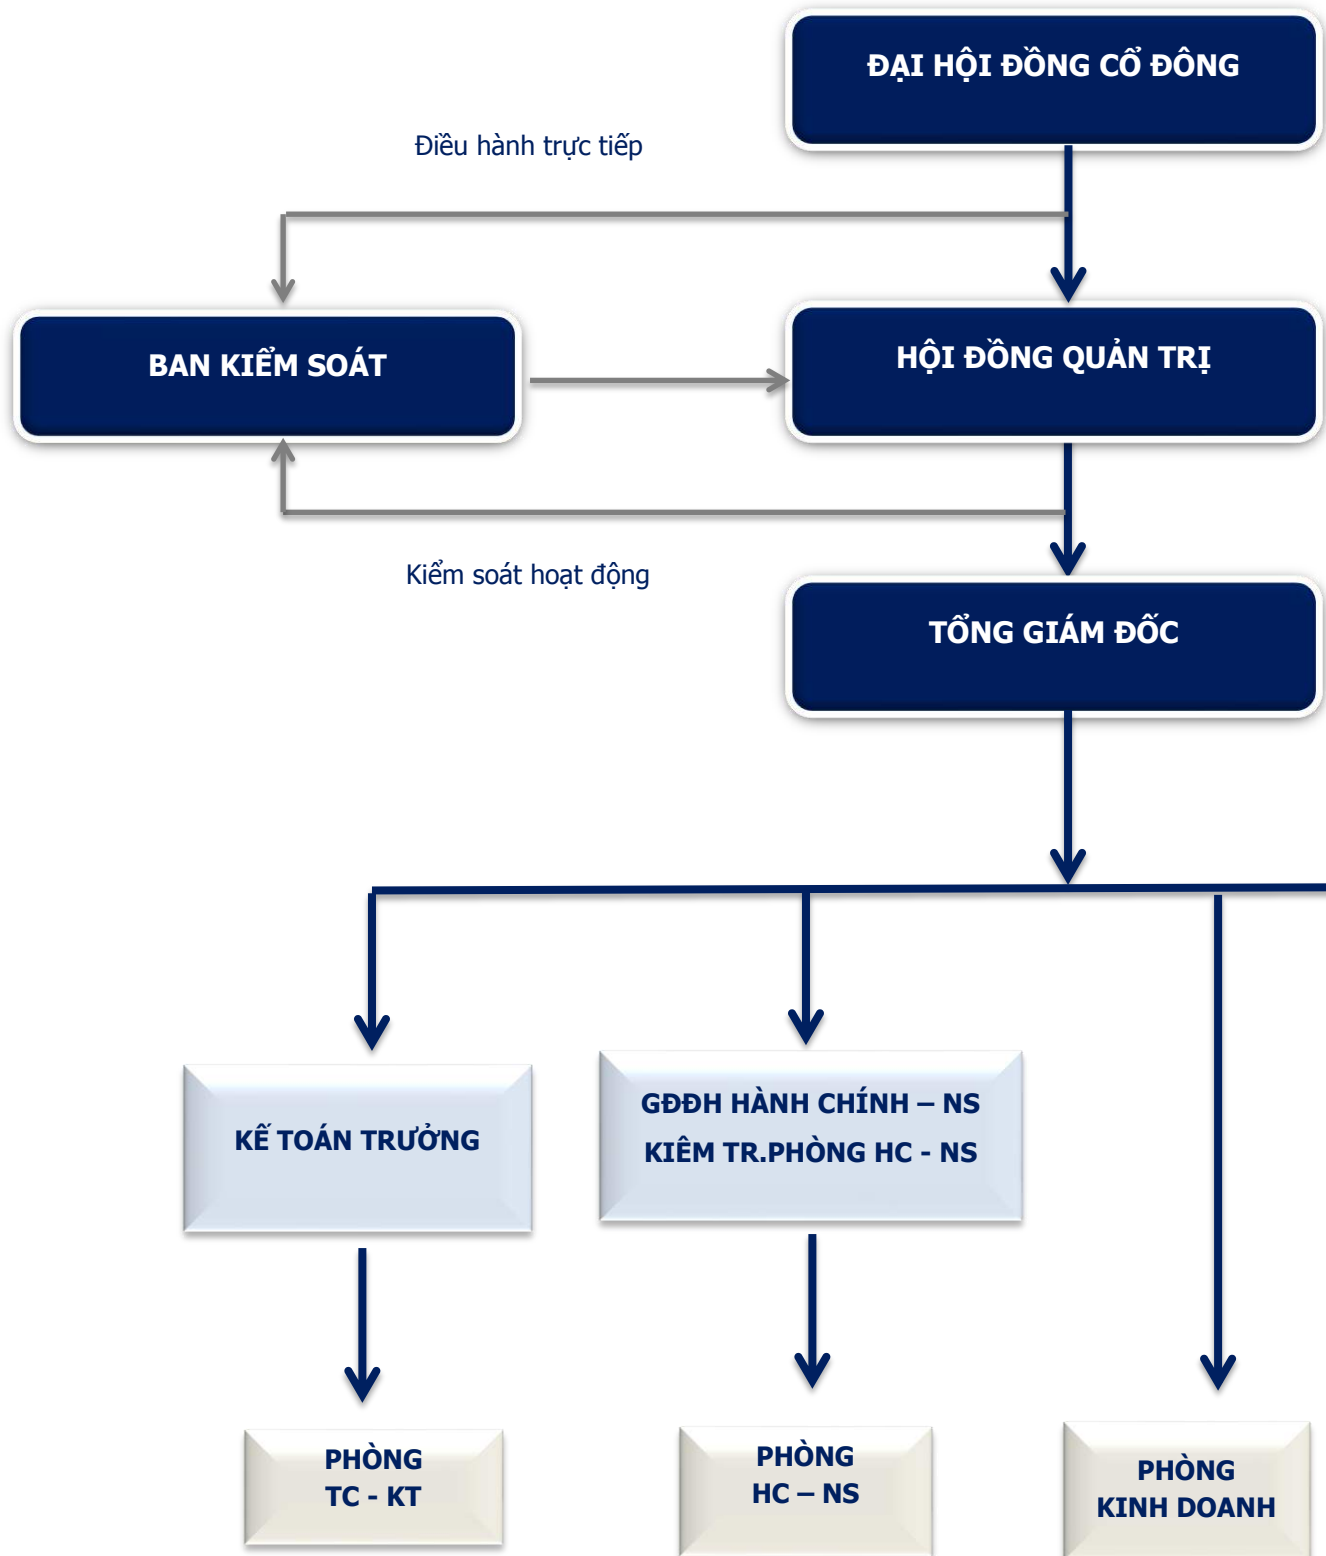 ĐẠI HỘI ĐỒNG CỔ ĐÔNG
Điều hành trực tiếp
BAN KIỂM SOÁT
HỘI ĐỒNG QUẢN TRỊ
Kiểm soát hoạt động
TỔNG GIÁM ĐỐC
KẾ TOÁN TRƯỞNG
GĐĐH HÀNH CHÍNH – NS
KIÊM TR.PHÒNG HC - NS
PHÒNG
TC - KT
PHÒNG
HC – NS
PHÒNG
KINH DOANH